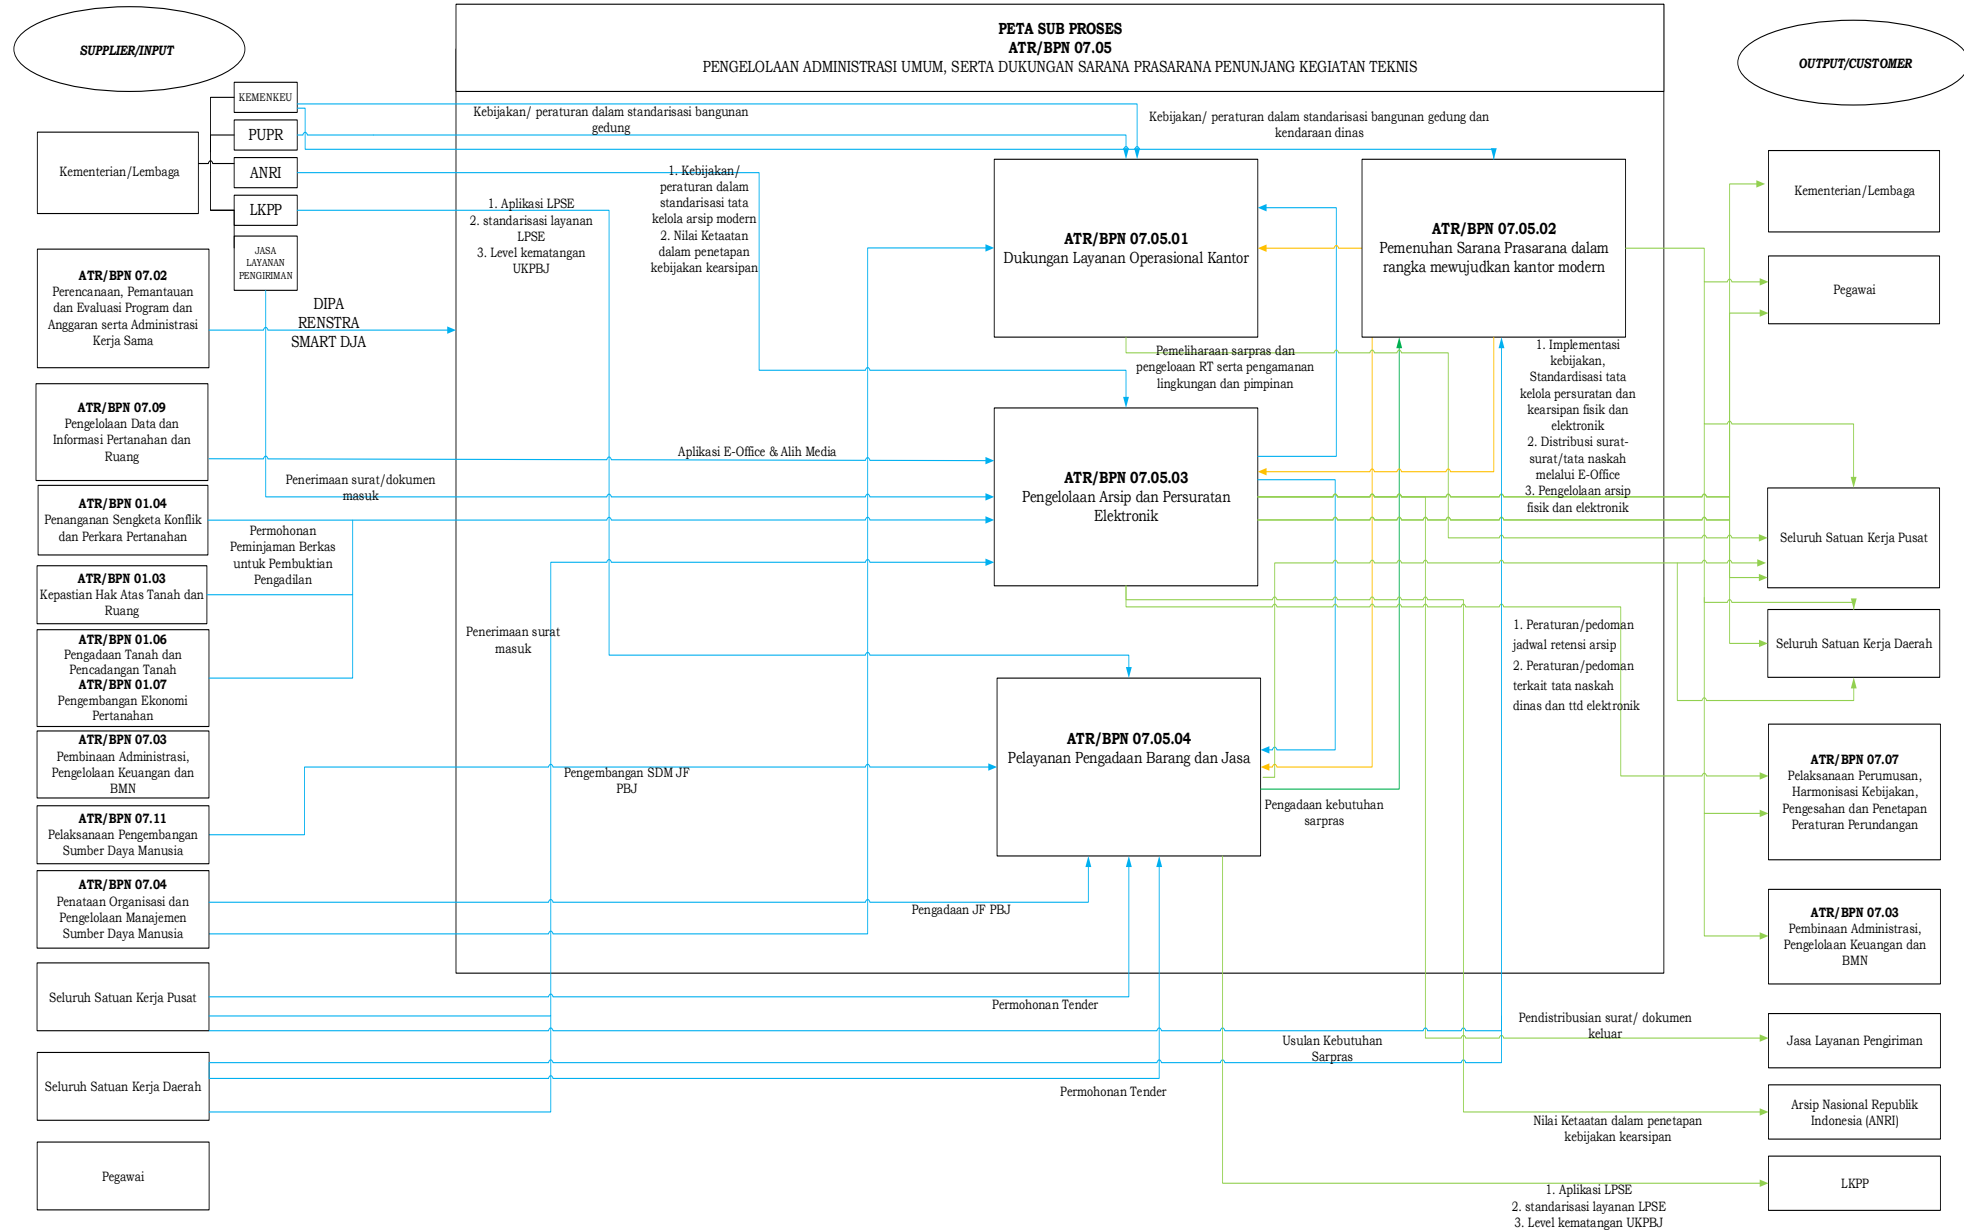 SUPPLIER/INPUT
PETA SUB PROSES
ATR/BPN 07.05
PENGELOLAAN ADMINISTRASI UMUM, SERTA DUKUNGAN SARANA PRASARANA PENUNJANG KEGIATAN TEKNIS
OUTPUT/CUSTOMER
Kementerian/Lembaga
KEMENKEU
PUPR
ANRI
LKPP
JASA
LAYANAN
PENGIRIMAN
ATR/BPN 07.02
Perencanaan, Pemantauan
dan Evaluasi Program dan
Anggaran serta Administrasi
Kerja Sama
DIPA
RENSTRA
SMART DJA
ATR/BPN 07.09
Pengelolaan Data dan
Informasi Pertanahan dan
Ruang
ATR/BPN 01.04
Penanganan Sengketa Konflik
dan Perkara Pertanahan
ATR/BPN 01.03
Kepastian Hak Atas Tanah dan
Ruang
ATR/BPN 01.06
Pengadaan Tanah dan
Pencadangan Tanah
ATR/BPN 01.07
Pengembangan Ekonomi
Pertanahan
ATR/BPN 07.03
Pembinaan Administrasi,
Pengelolaan Keuangan dan
BMN
ATR/BPN 07.11
Pelaksanaan Pengembangan
Sumber Daya Manusia
ATR/BPN 07.04
Penataan Organisasi dan
Pengelolaan Manajemen
Sumber Daya Manusia
Seluruh Satuan Kerja Pusat
Seluruh Satuan Kerja Daerah
Pegawai
Kebijakan/ peraturan dalam standarisasi bangunan
gedung
Kebijakan/ peraturan dalam standarisasi bangunan gedung dan
kendaraan dinas
1. Kebijakan/
peraturan dalam
standarisasi tata
kelola arsip modern
2. Nilai Ketaatan
dalam penetapan
kebijakan kearsipan
1. Aplikasi LPSE
2. standarisasi layanan
LPSE
3. Level kematangan
UKPBJ
Penerimaan surat/dokumen
masuk
Permohonan
Peminjaman Berkas
untuk Pembuktian
Pengadilan
Aplikasi E-Office & Alih Media
Penerimaan surat
masuk
Pengembangan SDM JF
PBJ
Pengadaan JF PBJ
Permohonan Tender
Permohonan Tender
Usulan Kebutuhan
Sarpras
ATR/BPN 07.05.01
Dukungan Layanan Operasional Kantor
ATR/BPN 07.05.02
Pemenuhan Sarana Prasarana dalam
rangka mewujudkan kantor modern
Pemeliharaan sarpras dan
pengeloaan RT serta pengamanan
lingkungan dan pimpinan
ATR/BPN 07.05.03
Pengelolaan Arsip dan Persuratan
Elektronik
1. Implementasi
kebijakan,
Standardisasi tata
kelola persuratan dan
kearsipan fisik dan
elektronik
2. Distribusi surat-
surat/tata naskah
melalui E-Office
3. Pengelolaan arsip
fisik dan elektronik
1. Peraturan/pedoman
jadwal retensi arsip
2. Peraturan/pedoman
terkait tata naskah
dinas dan ttd elektronik
ATR/BPN 07.05.04
Pelayanan Pengadaan Barang dan Jasa
Pengadaan kebutuhan
sarpras
Pendistribusian surat/ dokumen
keluar
Nilai Ketaatan dalam penetapan
kebijakan kearsipan
1. Aplikasi LPSE
2. standarisasi layanan LPSE
3. Level kematangan UKPBJ
Kementerian/Lembaga
Pegawai
Seluruh Satuan Kerja Pusat
Seluruh Satuan Kerja Daerah
ATR/BPN 07.07
Pelaksanaan Perumusan,
Harmonisasi Kebijakan,
Pengesahan dan Penetapan
Peraturan Perundangan
ATR/BPN 07.03
Pembinaan Administrasi,
Pengelolaan Keuangan dan
BMN
Jasa Layanan Pengiriman
Arsip Nasional Republik
Indonesia (ANRI)
LKPP